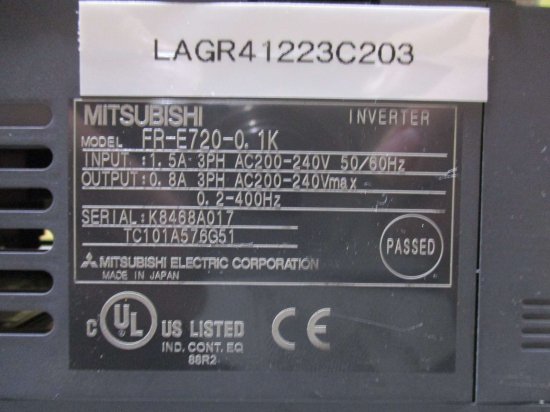 LAGR41223C203
MITSUBISHI INVERTER
MODEL FR-E720-0.1K
INPUT :1.5A 3PH AC200-240V 50/60Hz
OUTPUT:0.8A 3PH AC200-240Vmax
0.2-400Hz
SERIAL:K8468A017
TC101A576G51
PASSED
MITSUBISHI ELECTRIC CORPORATION
MADE IN JAPAN
C UL US LISTED CE
IND. CONT. EQ
88R2